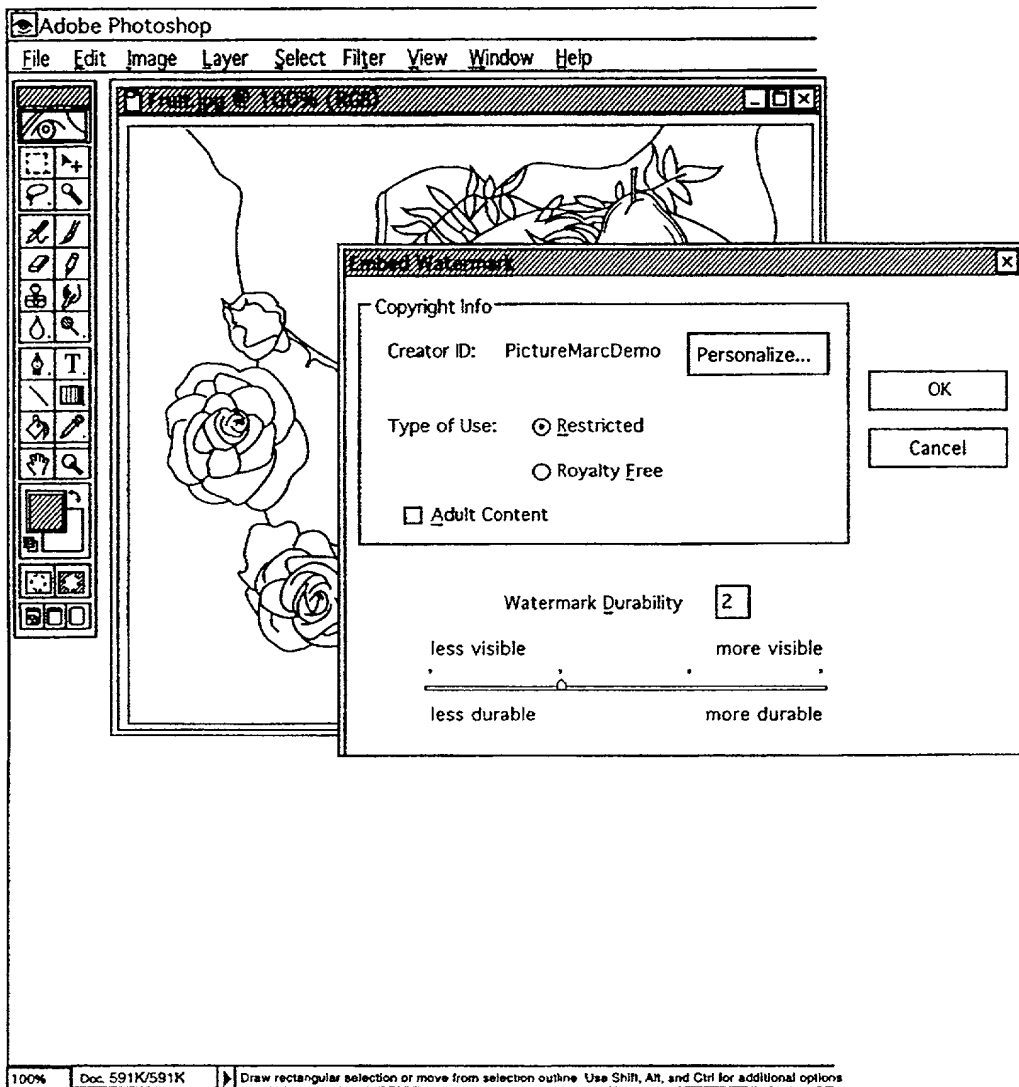 Adobe Photoshop
File Edit Image Layer Select Filter View Window Help
Fruit.jpg @ 100% (RGB)
Embed Watermark
Copyright Info
Creator ID: PictureMarcDemo Personalize...
OK
Type of Use: Restricted
Cancel
Royalty Free
Adult Content
Watermark Durability 2
less visible more visible
less durable more durable
T
100% Doc. 591K/591K Draw rectangular selection or move from selection outline Use Shift, Alt, and Ctrl for additional options